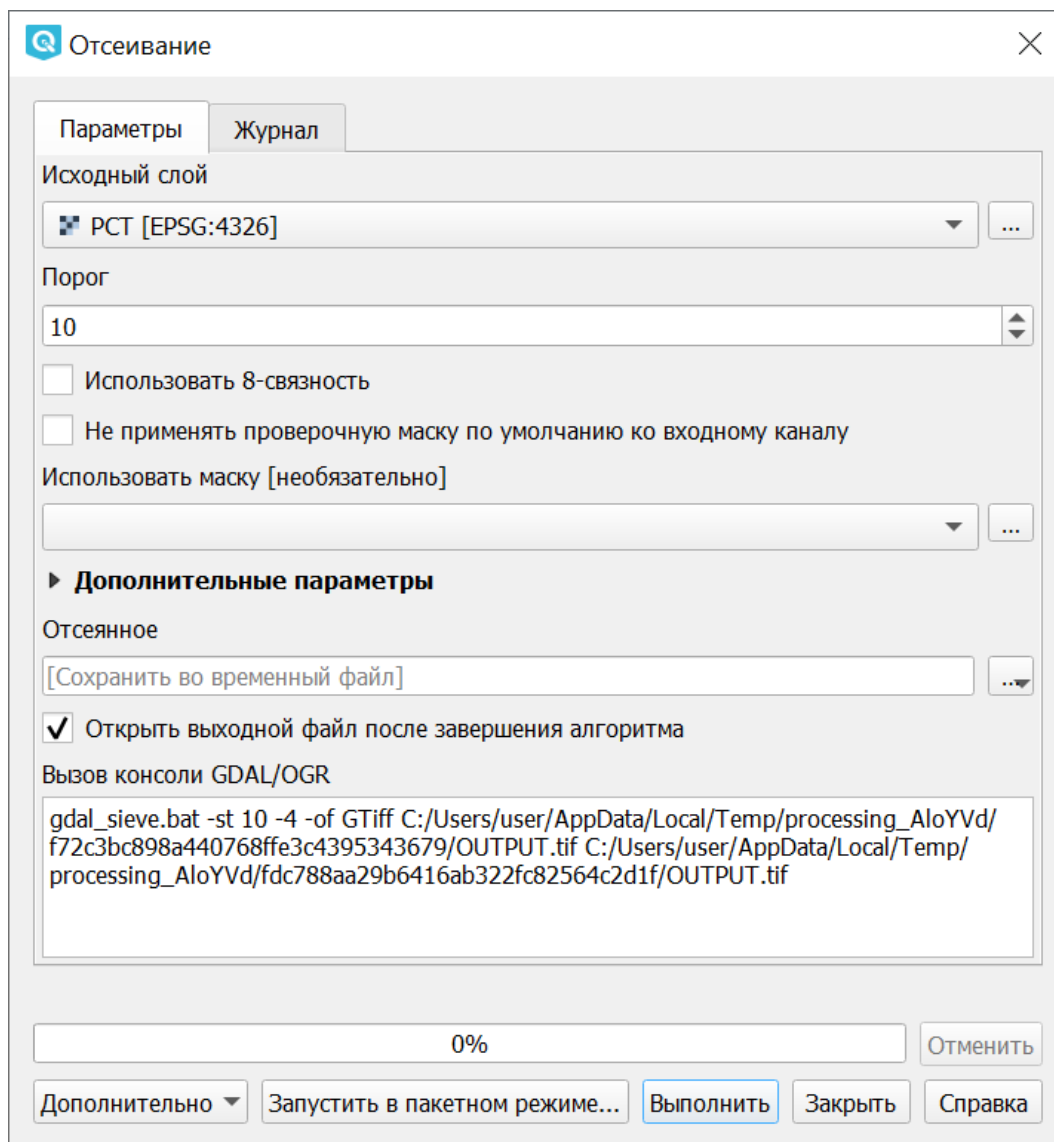 Отсеивание
Параметры
Журнал
Исходный слой
PCT [EPSG:4326]
...
Порог
10
Использовать 8-связность
Не применять проверочную маску по умолчанию ко входному каналу
Использовать маску [необязательно]
...
Дополнительные параметры
Отсеянное
[Сохранить во временный файл]
...
Открыть выходной файл после завершения алгоритма
Вызов консоли GDAL/OGR
gdal_sieve.bat -st 10 -4 -of GTiff C:/Users/user/AppData/Local/Temp/processing_AloYVd/
f72c3bc898a440768ffe3c4395343679/OUTPUT.tif C:/Users/user/AppData/Local/Temp/
processing_AloYVd/fdc788aa29b6416ab322fc82564c2d1f/OUTPUT.tif
0%
Отменить
Дополнительно
Запустить в пакетном режиме...
Выполнить
Закрыть
Справка